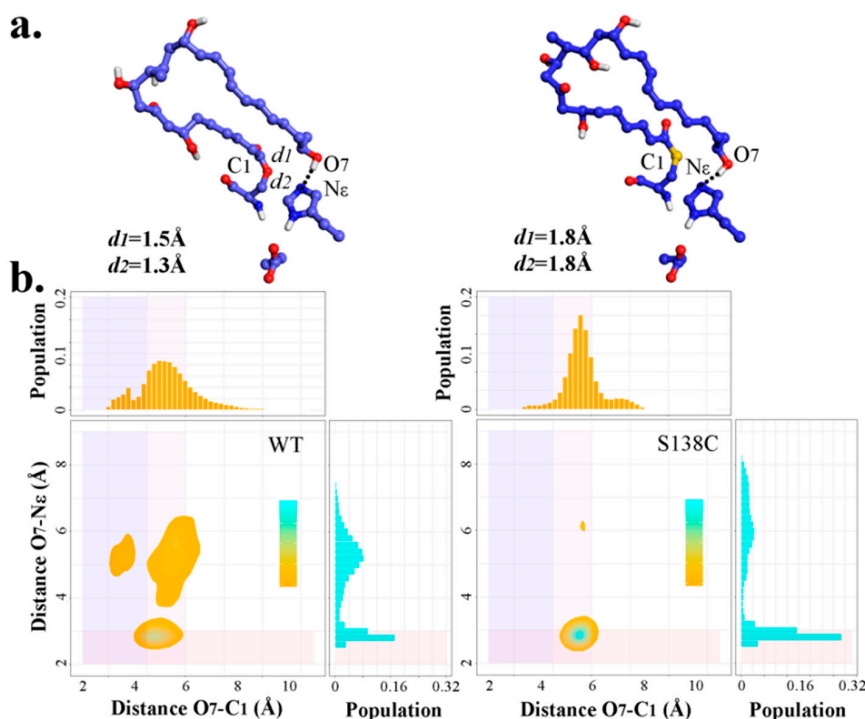 a.
C1 d1 O7
d2 Nε
d1=1.5Å
d2=1.3Å
C1 Nε O7
d1=1.8Å
d2=1.8Å
b.
Population
0 0.1 0.2
Population
0 0.1 0.2
WT
Distance O7-Nε (Å)
2 4 6 8
2 4 6 8 10
Distance O7-C1 (Å)
0 0.16 0.32
Population
S138C
2 4 6 8
2 4 6 8 10
Distance O7-C1 (Å)
0 0.16 0.32
Population